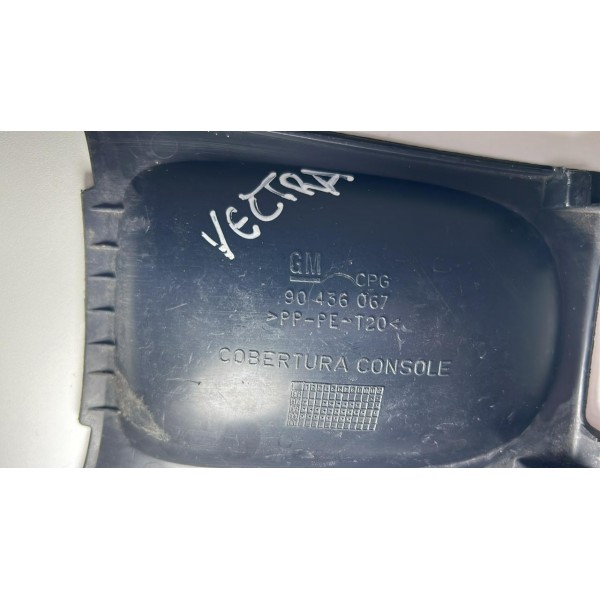 VECTRA
GM CPG
90 436 067
>PP-PE-T20<
COBERTURA CONSOLE